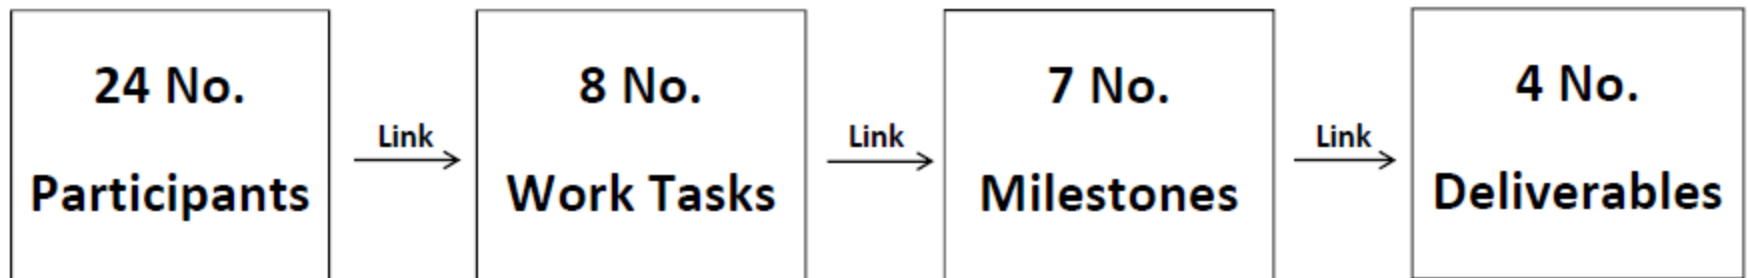 24 No.
Participants
Link
8 No.
Work Tasks
Link
7 No.
Milestones
Link
4 No.
Deliverables